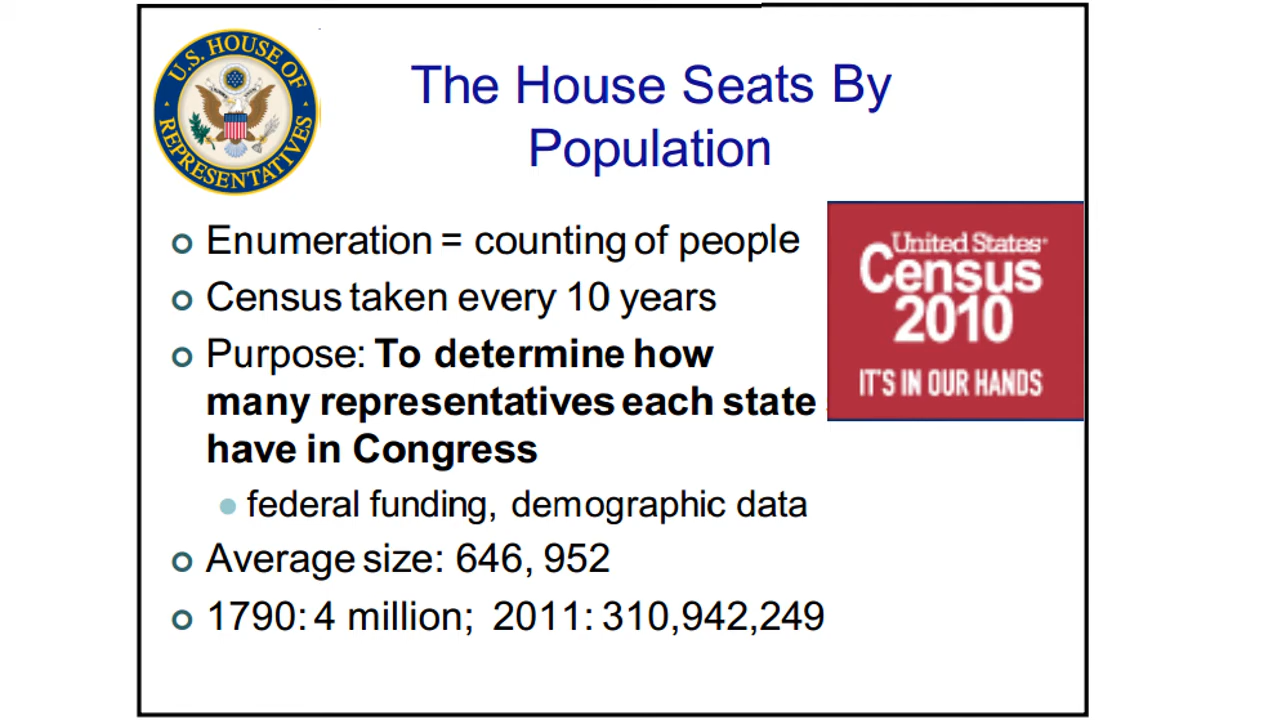 U.S. HOUSE OF
REPRESENTATIVES
The House Seats By
Population
Enumeration = counting of people
Census taken every 10 years
Purpose: To determine how
many representatives each state
have in Congress
federal funding, demographic data
Average size: 646, 952
1790: 4 million; 2011: 310,942,249
United States
Census
2010
IT'S IN OUR HANDS